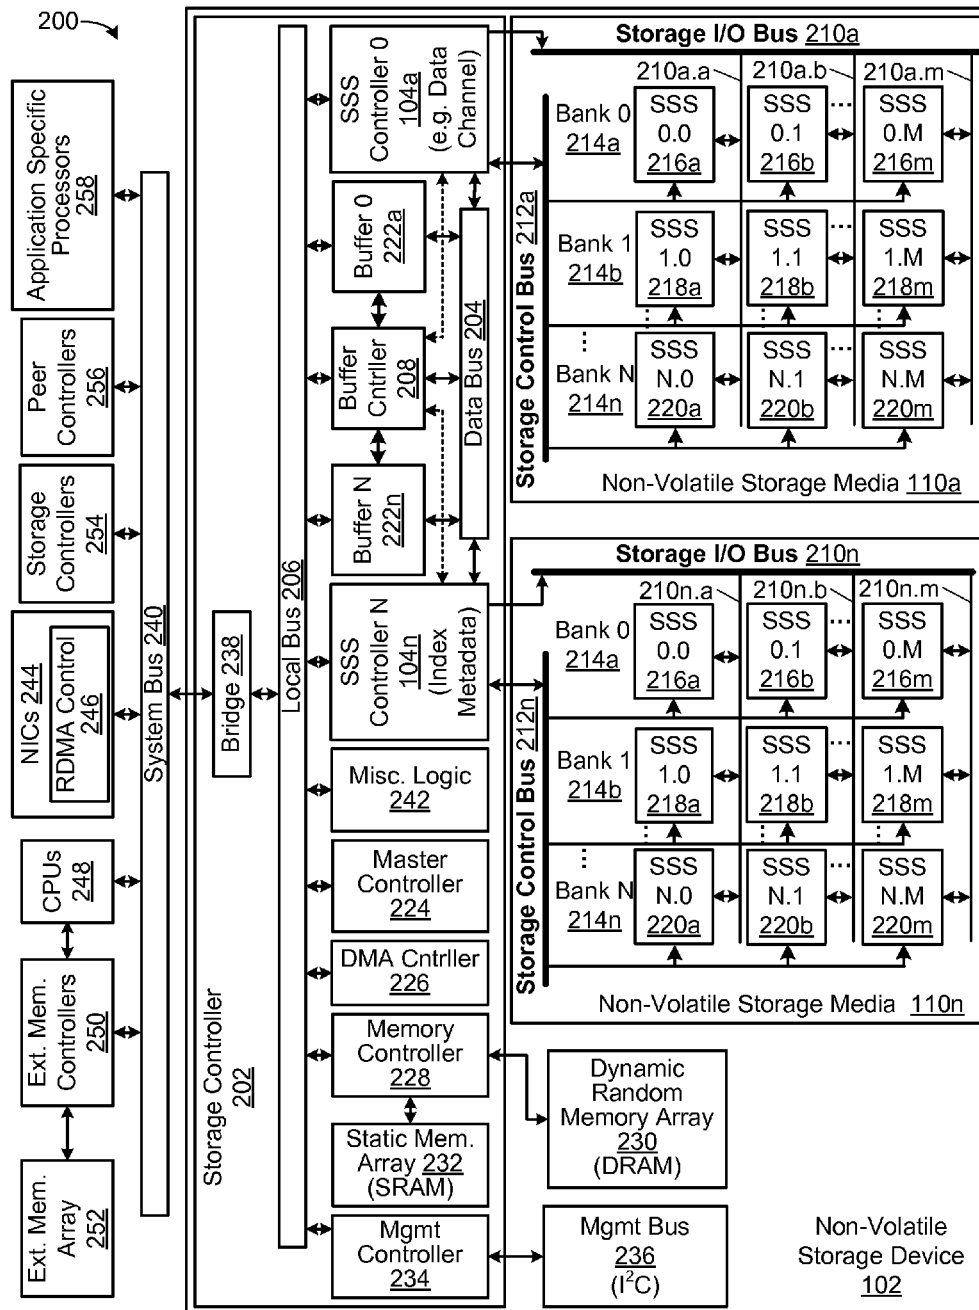 200
Application Specific
Processors
258
Peer
Controllers
256
Storage
Controllers
254
NICs 244
RDMA Control
246
CPUs
248
Ext. Mem.
Controllers
250
Ext. Mem.
Array
252
System Bus 240
Bridge 238
Storage Controller
202
Local Bus 206
SSS
Controller 0
104a
(e.g. Data
Channel)
Buffer 0
222a
Buffer
Cntrller
208
Buffer N
222n
Data Bus 204
SSS
Controller N
104n
(Index
Metadata)
Misc. Logic
242
Master
Controller
224
DMA Cntrller
226
Memory
Controller
228
Static Mem.
Array 232
(SRAM)
Mgmt
Controller
234
Storage I/O Bus 210a
210a.a
210a.b
210a.m
Storage Control Bus 212a
Bank 0
214a
SSS
0.0
216a
SSS
0.1
216b
SSS
0.M
216m
Bank 1
214b
SSS
1.0
218a
SSS
1.1
218b
SSS
1.M
218m
Bank N
214n
SSS
N.0
220a
SSS
N.1
220b
SSS
N.M
220m
Non-Volatile Storage Media 110a
Storage I/O Bus 210n
210n.a
210n.b
210n.m
Storage Control Bus 212n
Bank 0
214a
SSS
0.0
216a
SSS
0.1
216b
SSS
0.M
216m
Bank 1
214b
SSS
1.0
218a
SSS
1.1
218b
SSS
1.M
218m
Bank N
214n
SSS
N.0
220a
SSS
N.1
220b
SSS
N.M
220m
Non-Volatile Storage Media 110n
Dynamic
Random
Memory Array
230
(DRAM)
Mgmt Bus
236
(I²C)
Non-Volatile
Storage Device
102